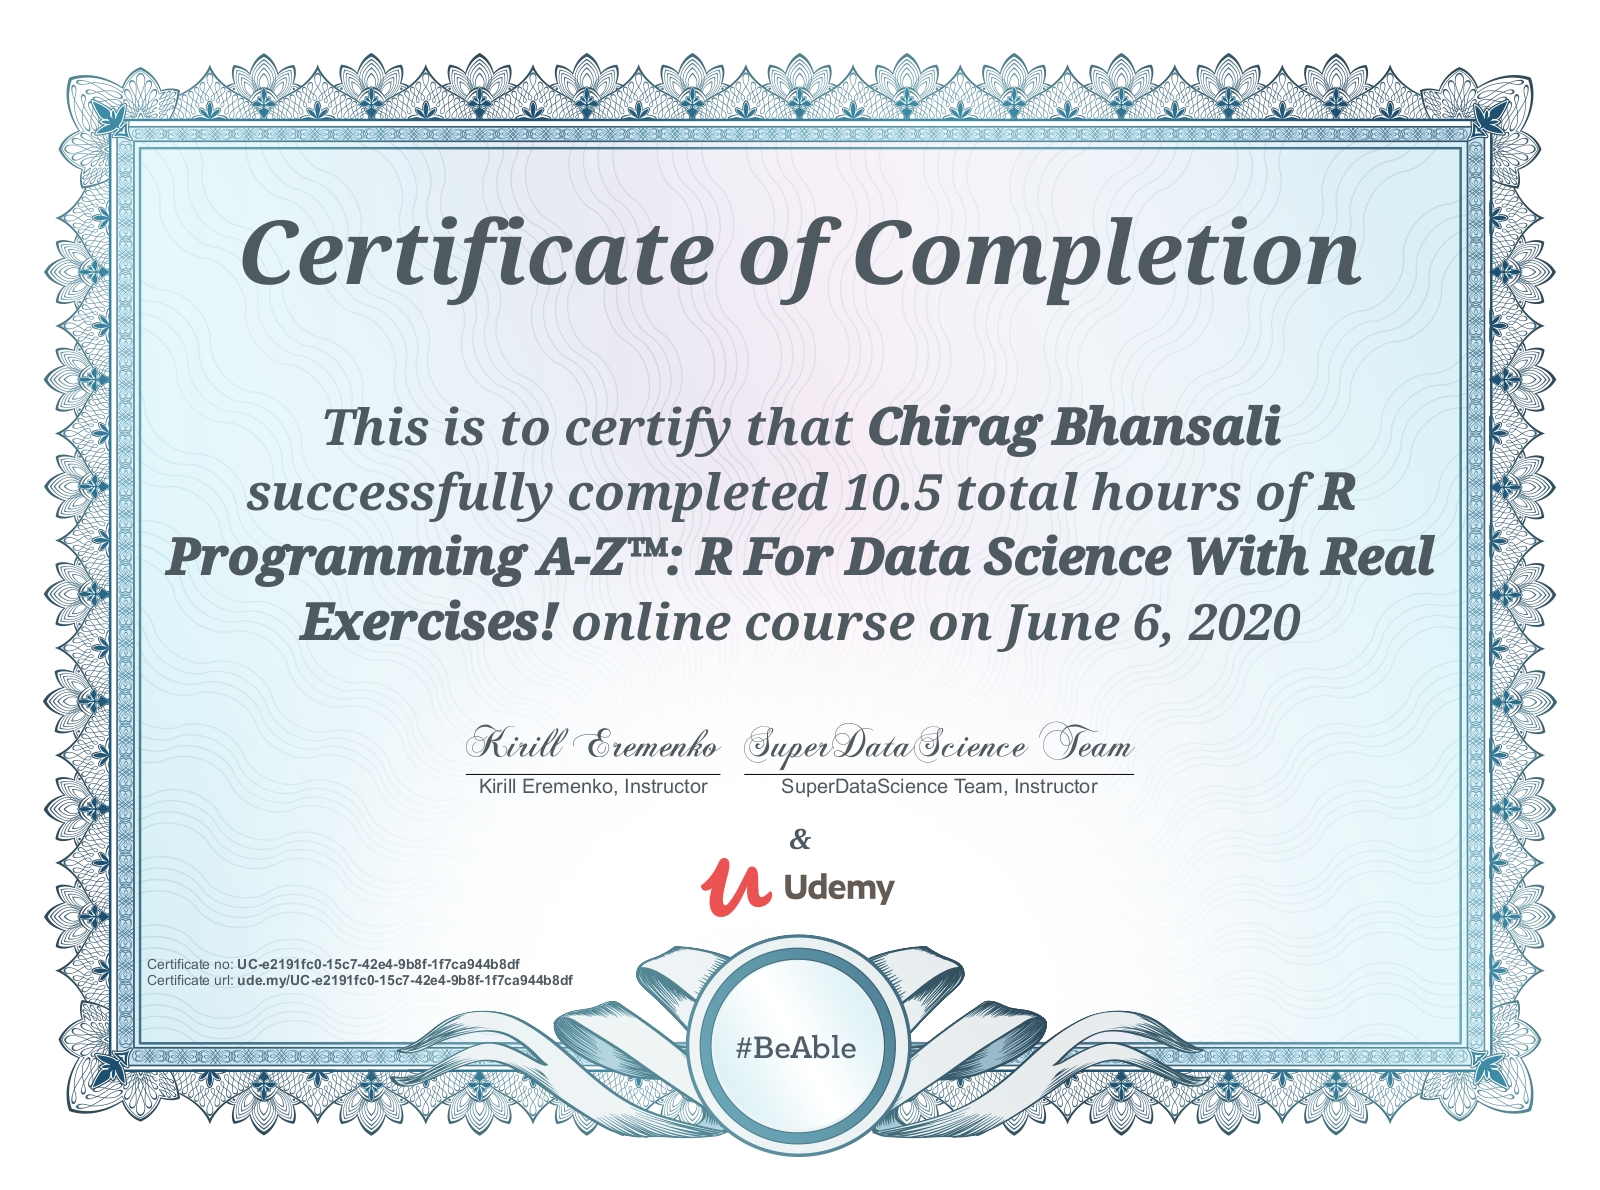 Certificate of Completion
This is to certify that Chirag Bhansali
successfully completed 10.5 total hours of R
Programming A-Z™: R For Data Science With Real
Exercises! online course on June 6, 2020
Kirill Eremenko SuperDataScience Team
Kirill Eremenko, Instructor SuperDataScience Team, Instructor
&
Udemy
Certificate no: UC-e2191fc0-15c7-42e4-9b8f-1f7ca944b8df
Certificate url: ude.my/UC-e2191fc0-15c7-42e4-9b8f-1f7ca944b8df
#BeAble